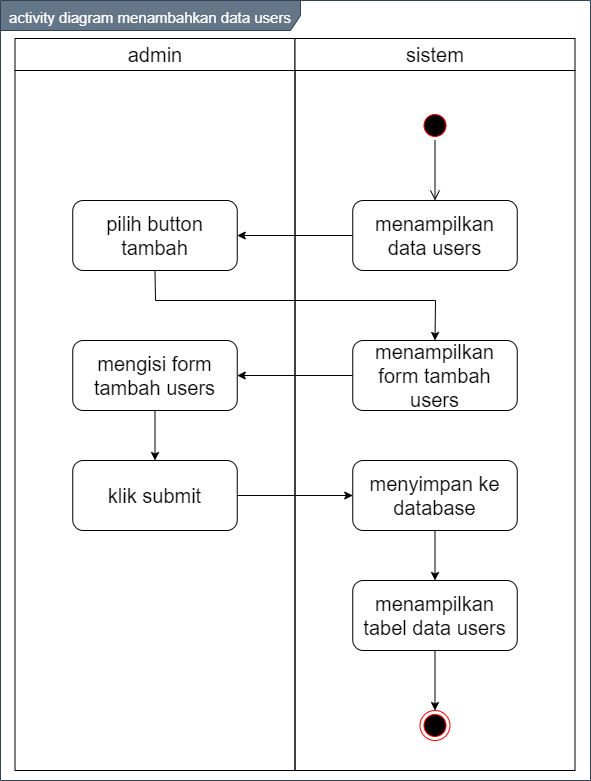 activity diagram menambahkan data users
admin
sistem
menampilkan
data users
pilih button
tambah
menampilkan
form tambah
users
mengisi form
tambah users
klik submit
menyimpan ke
database
menampilkan
tabel data users